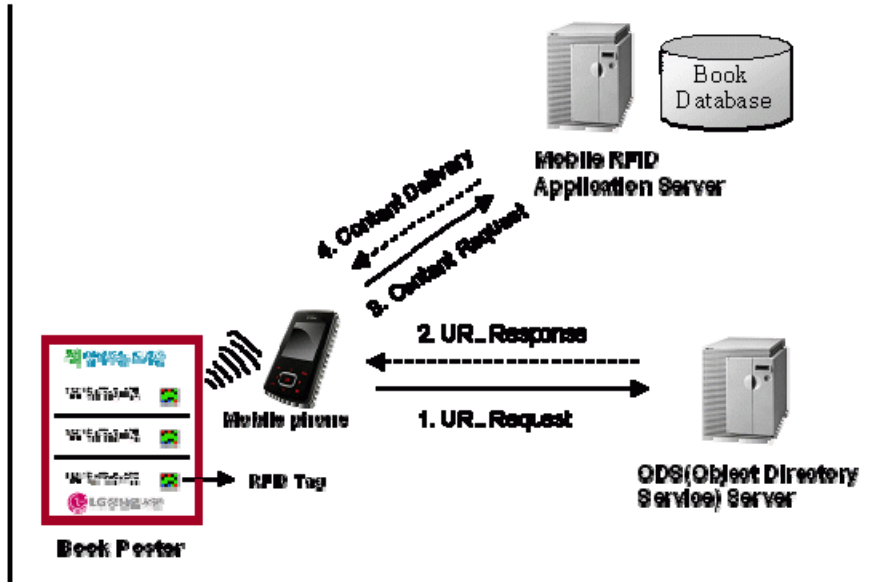 Book
Database
Mobile RFID
Application Server
4. Content Delivery
3. Content Request
2. UR_Response
1. UR_Request
Mobile phone
RFID Tag
ODS(Object Directory
Service) Server
LG
Book Poster